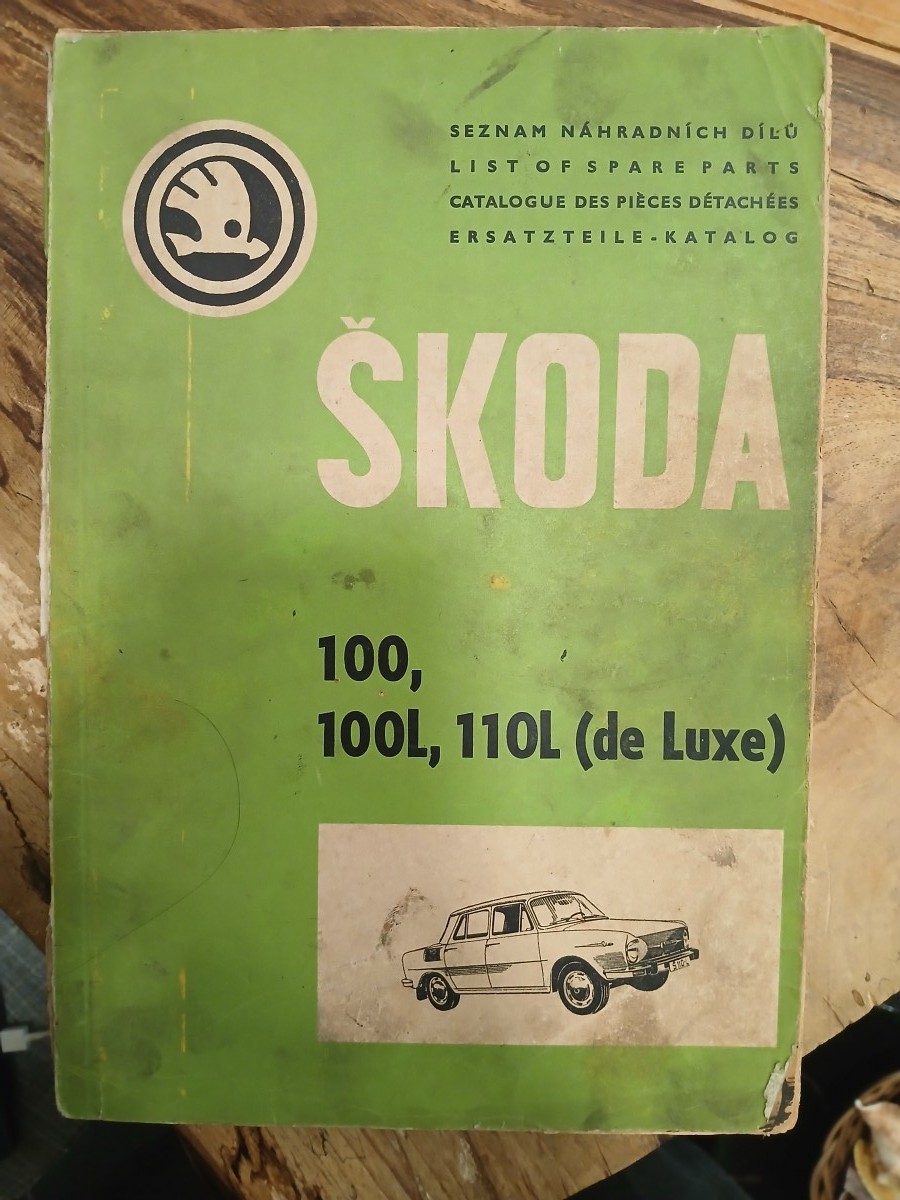 SEZNAM NÁHRADNÍCH DÍLŮ
LIST OF SPARE PARTS
CATALOGUE DES PIÈCES DÉTACHÉES
ERSATZTEILE-KATALOG
ŠKODA
100,
100L, 110L (de Luxe)